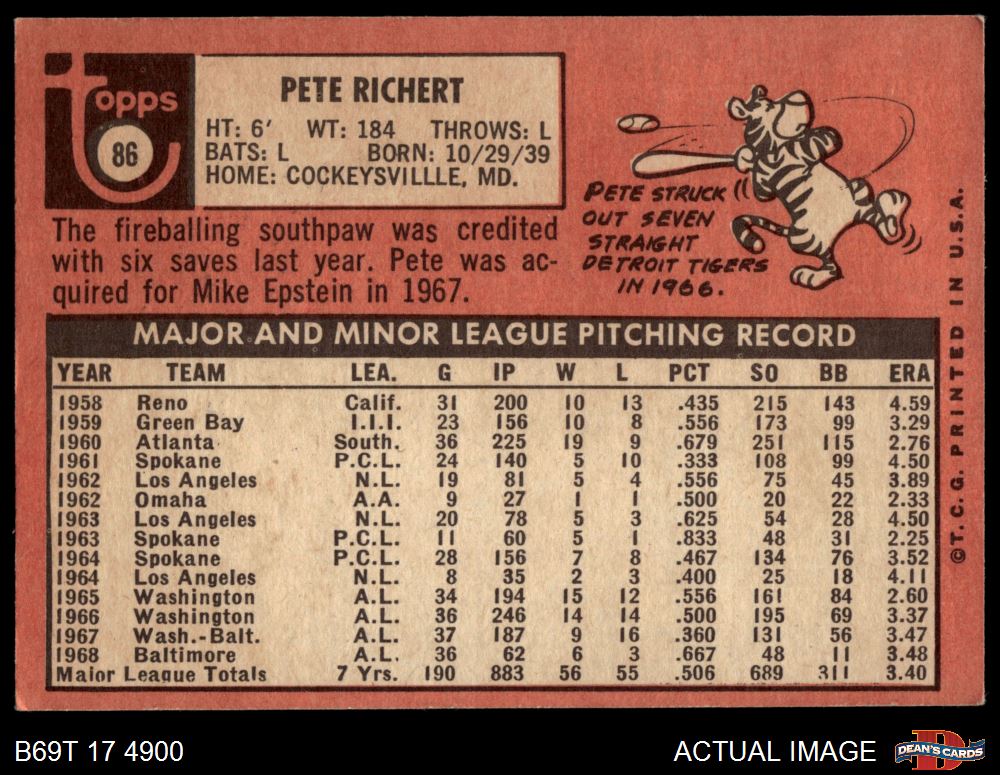 Topps
86
PETE RICHERT
HT: 6' WT: 184 THROWS: L
BATS: L BORN: 10/29/39
HOME: COCKEYSVILLLE, MD.
The fireballing southpaw was credited
with six saves last year. Pete was ac-
quired for Mike Epstein in 1967.
PETE STRUCK
OUT SEVEN
STRAIGHT
DETROIT TIGERS
IN 1966.
MAJOR AND MINOR LEAGUE PITCHING RECORD
YEAR TEAM LEA. G IP W L PCT SO BB ERA
1958 Reno Calif. 31 200 10 13 .435 215 143 4.59
1959 Green Bay I.I.I. 23 156 10 8 .556 173 99 3.29
1960 Atlanta South. 36 225 19 9 .679 251 115 2.76
1961 Spokane P.C.L. 24 140 5 10 .333 108 99 4.50
1962 Los Angeles N.L. 19 81 5 4 .556 75 45 3.89
1962 Omaha A.A. 9 27 1 1 .500 20 22 2.33
1963 Los Angeles N.L. 20 78 5 3 .625 54 28 4.50
1963 Spokane P.C.L. 11 60 5 1 .833 48 31 2.25
1964 Spokane P.C.L. 28 156 7 8 .467 134 76 3.52
1964 Los Angeles N.L. 8 35 2 3 .400 25 18 4.11
1965 Washington A.L. 34 194 15 12 .556 161 84 2.60
1966 Washington A.L. 36 246 14 14 .500 195 69 3.37
1967 Wash.-Balt. A.L. 37 187 9 16 .360 131 56 3.47
1968 Baltimore A.L. 36 62 6 3 .667 48 11 3.48
Major League Totals 7 Yrs. 190 883 56 55 .506 689 311 3.40
©T. C. G. PRINTED IN U.S.A.
B69T 17 4900
ACTUAL IMAGE
D
DEAN'S CARDS